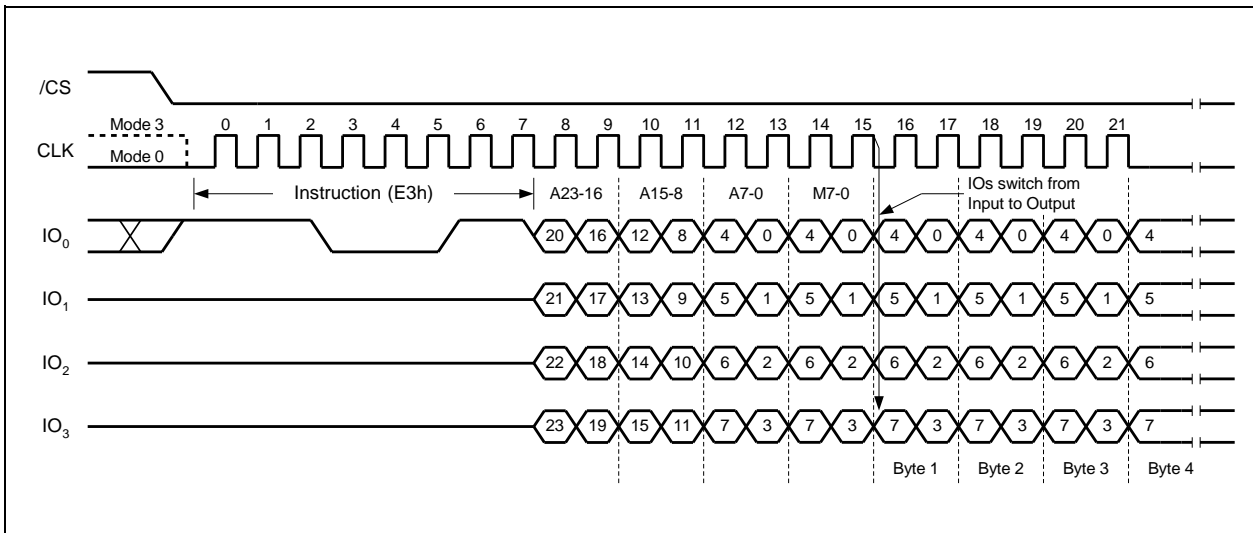 /CS
Mode 3
CLK
Mode 0
0 1 2 3 4 5 6 7 8 9 10 11 12 13 14 15 16 17 18 19 20 21
Instruction (E3h)
A23-16 A15-8 A7-0 M7-0
IOs switch from
Input to Output
IO0 20 16 12 8 4 0 4 0 4 0 4 0 4 0 4
IO1 21 17 13 9 5 1 5 1 5 1 5 1 5 1 5
IO2 22 18 14 10 6 2 6 2 6 2 6 2 6 2 6
IO3 23 19 15 11 7 3 7 3 7 3 7 3 7 3 7
Byte 1 Byte 2 Byte 3 Byte 4